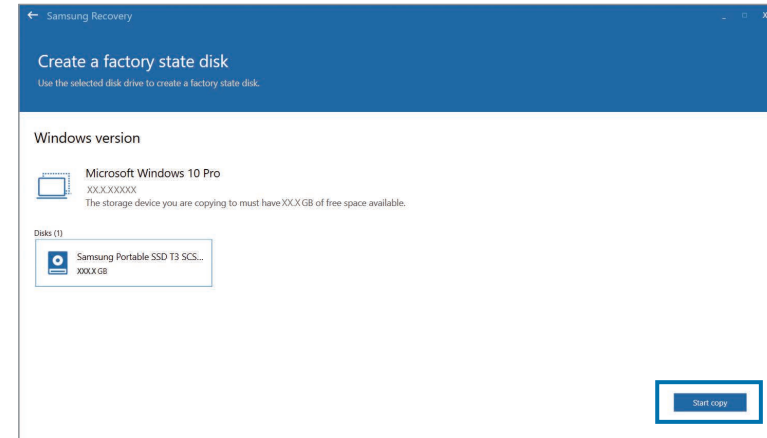 Samsung Recovery
Create a factory state disk
Use the selected disk drive to create a factory state disk.
Windows version
Microsoft Windows 10 Pro
XX.X.XXXXX
The storage device you are copying to must have XX.X GB of free space available.
Disks (1)
Samsung Portable SSD T3 SCS...
XXX.X GB
Start copy